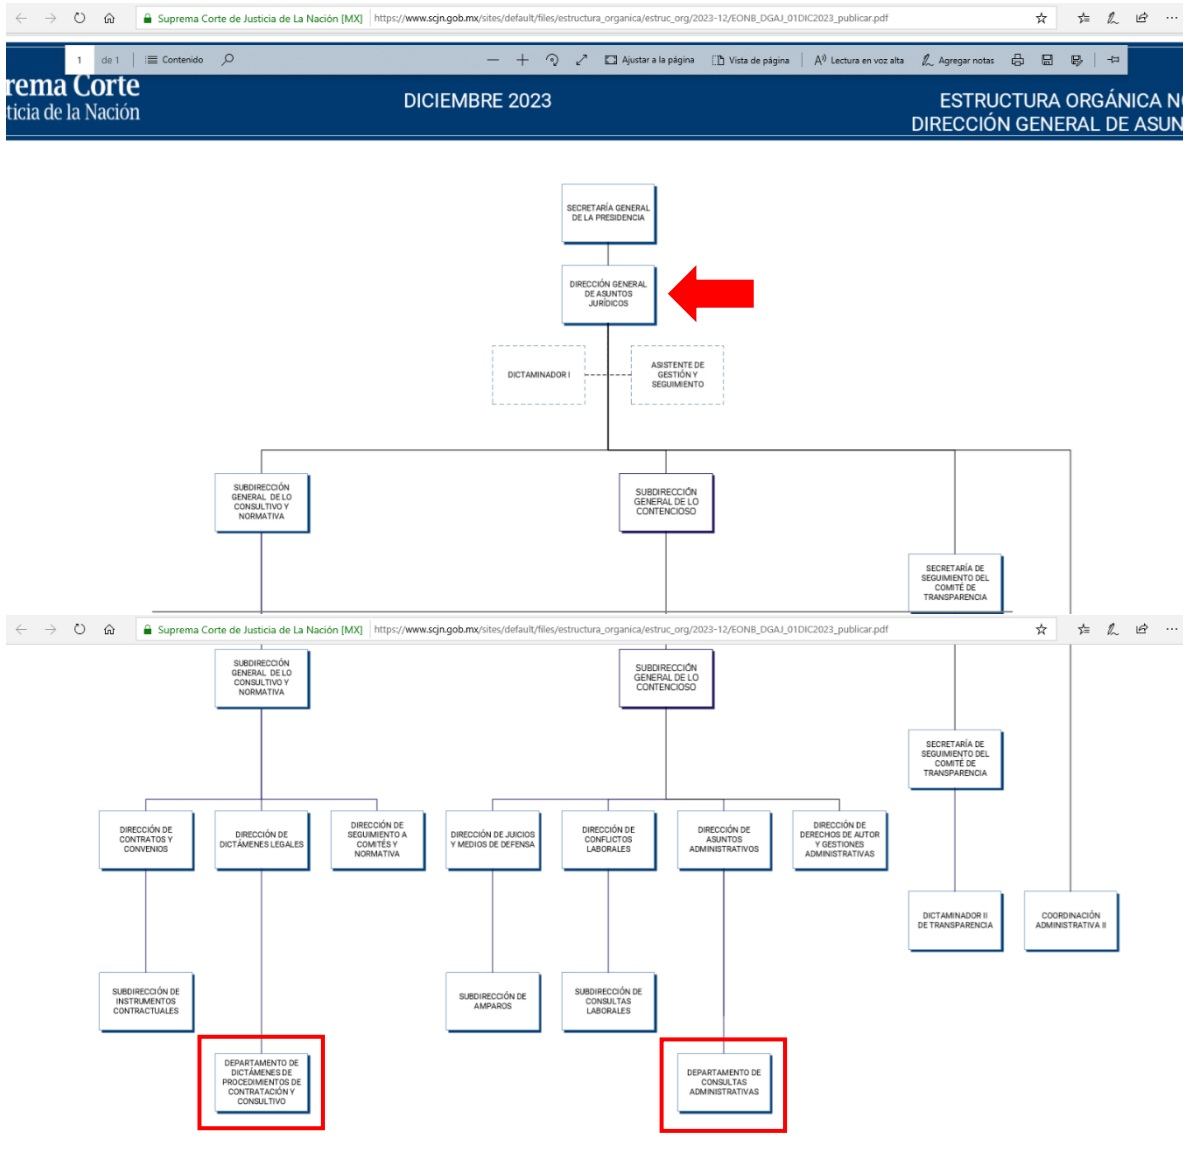 Suprema Corte de Justicia de La Nación [MX] https://www.scjn.gob.mx/sites/default/files/estructura_organica/estruc_org/2023-12/EONB_DGAJ_01DIC2023_publicar.pdf
1 de 1 Contenido Ajustar a la página Vista de página Lectura en voz alta Agregar notas
rema Corte
ticia de la Nación
DICIEMBRE 2023
ESTRUCTURA ORGÁNICA N
DIRECCIÓN GENERAL DE ASUN
SECRETARÍA GENERAL
DE LA PRESIDENCIA
DIRECCIÓN GENERAL
DE ASUNTOS
JURÍDICOS
DICTAMINADOR I
ASISTENTE DE
GESTIÓN Y
SEGUIMIENTO
SUBDIRECCIÓN
GENERAL DE LO
CONSULTIVO Y
NORMATIVA
SUBDIRECCIÓN
GENERAL DE LO
CONTENCIOSO
SECRETARÍA DE
SEGUIMIENTO DEL
COMITÉ DE
TRANSPARENCIA
Suprema Corte de Justicia de La Nación [MX] https://www.scjn.gob.mx/sites/default/files/estructura_organica/estruc_org/2023-12/EONB_DGAJ_01DIC2023_publicar.pdf
SUBDIRECCIÓN
GENERAL DE LO
CONSULTIVO Y
NORMATIVA
SUBDIRECCIÓN
GENERAL DE LO
CONTENCIOSO
SECRETARÍA DE
SEGUIMIENTO DEL
COMITÉ DE
TRANSPARENCIA
DIRECCIÓN DE
CONTRATOS Y
CONVENIOS
DIRECCIÓN DE
DICTÁMENES LEGALES
DIRECCIÓN DE
SEGUIMIENTO A
COMITÉS Y
NORMATIVA
DIRECCIÓN DE JUICIOS
Y MEDIOS DE DEFENSA
DIRECCIÓN DE
CONFLICTOS
LABORALES
DIRECCIÓN DE
ASUNTOS
ADMINISTRATIVOS
DIRECCIÓN DE
DERECHOS DE AUTOR
Y GESTIONES
ADMINISTRATIVAS
DICTAMINADOR II
DE TRANSPARENCIA
COORDINACIÓN
ADMINISTRATIVA II
SUBDIRECCIÓN DE
INSTRUMENTOS
CONTRACTUALES
SUBDIRECCIÓN DE
AMPAROS
SUBDIRECCIÓN DE
CONSULTAS
LABORALES
DEPARTAMENTO DE
DICTÁMENES DE
PROCEDIMIENTOS DE
CONTRATACIÓN Y
CONSULTIVO
DEPARTAMENTO DE
CONSULTAS
ADMINISTRATIVAS